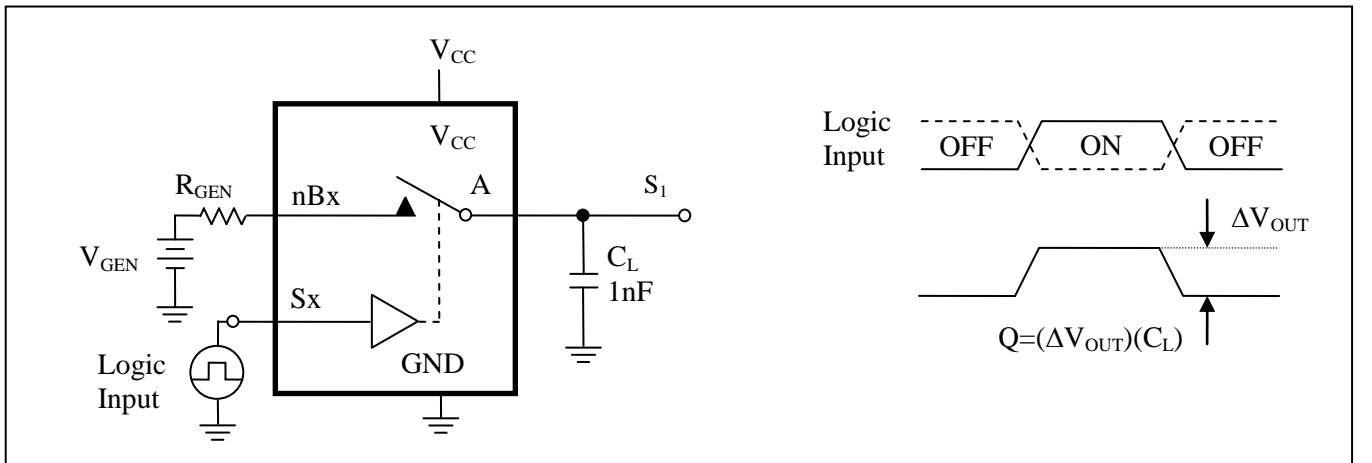 V_CC
V_CC
R_GEN
nBx
A
S_1
V_GEN
C_L
1nF
Sx
GND
Logic
Input
Logic
Input
OFF
ON
OFF
ΔV_OUT
Q=(ΔV_OUT)(C_L)